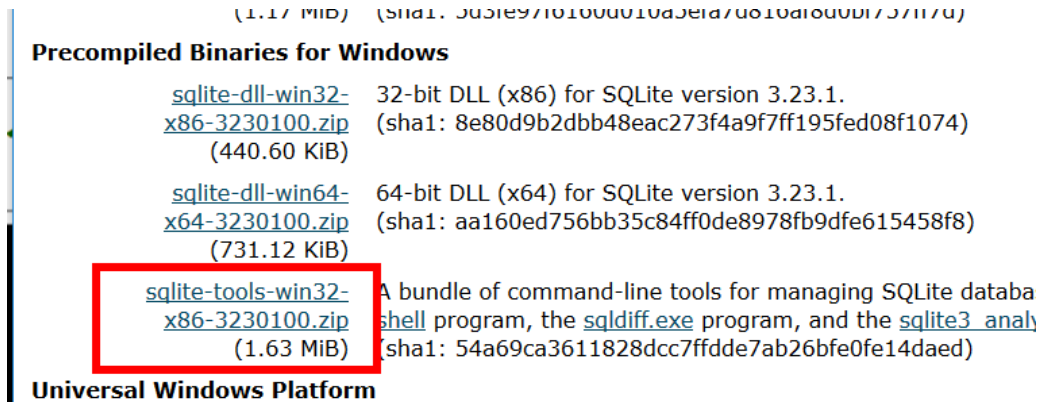 (1.17 MiB) (sha1:
Precompiled Binaries for Windows
sqlite-dll-win32- 32-bit DLL (x86) for SQLite version 3.23.1.
x86-3230100.zip (sha1: 8e80d9b2dbb48eac273f4a9f7ff195fed08f1074)
(440.60 KiB)
sqlite-dll-win64- 64-bit DLL (x64) for SQLite version 3.23.1.
x64-3230100.zip (sha1: aa160ed756bb35c84ff0de8978fb9dfe615458f8)
(731.12 KiB)
sqlite-tools-win32- A bundle of command-line tools for managing SQLite databa
x86-3230100.zip shell program, the sqldiff.exe program, and the sqlite3_analy
(1.63 MiB) (sha1: 54a69ca3611828dcc7ffdde7ab26bfe0fe14daed)
Universal Windows Platform